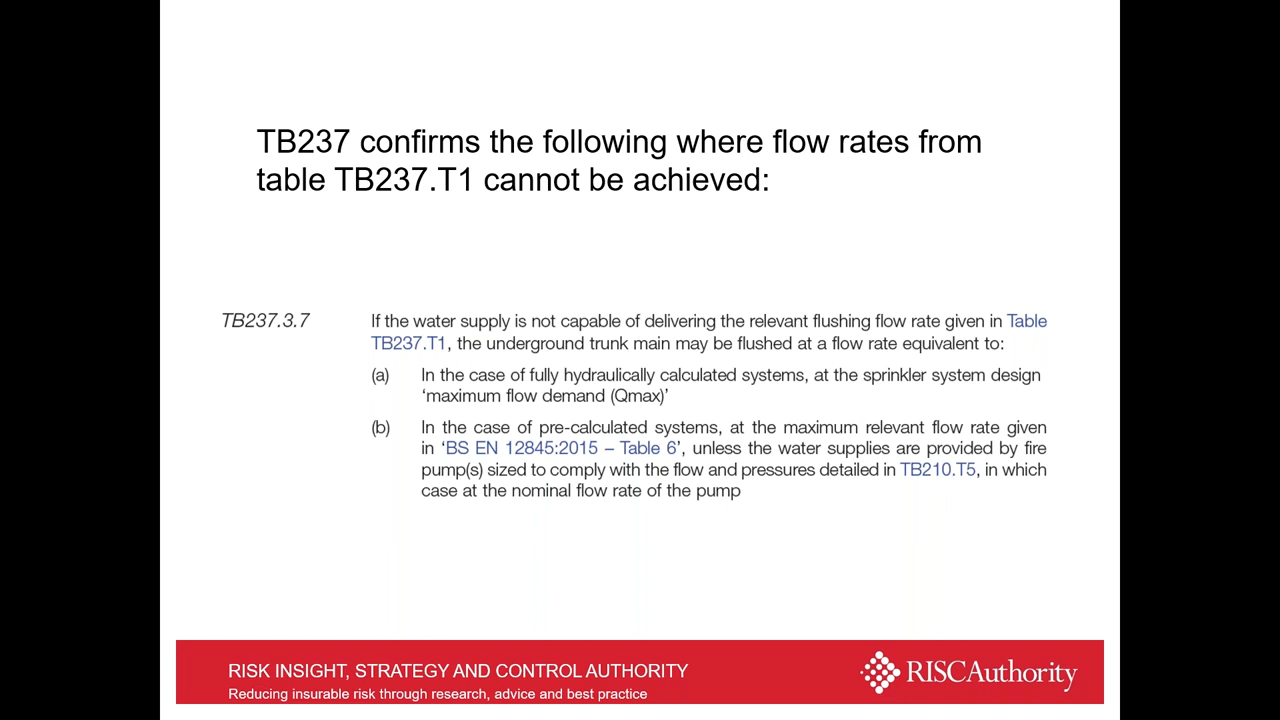 TB237 confirms the following where flow rates from
table TB237.T1 cannot be achieved:
TB237.3.7
If the water supply is not capable of delivering the relevant flushing flow rate given in Table
TB237.T1, the underground trunk main may be flushed at a flow rate equivalent to:
(a) In the case of fully hydraulically calculated systems, at the sprinkler system design
‘maximum flow demand (Qmax)’
(b) In the case of pre-calculated systems, at the maximum relevant flow rate given
in ‘BS EN 12845:2015 – Table 6’, unless the water supplies are provided by fire
pump(s) sized to comply with the flow and pressures detailed in TB210.T5, in which
case at the nominal flow rate of the pump
RISK INSIGHT, STRATEGY AND CONTROL AUTHORITY
Reducing insurable risk through research, advice and best practice
RISCAuthority